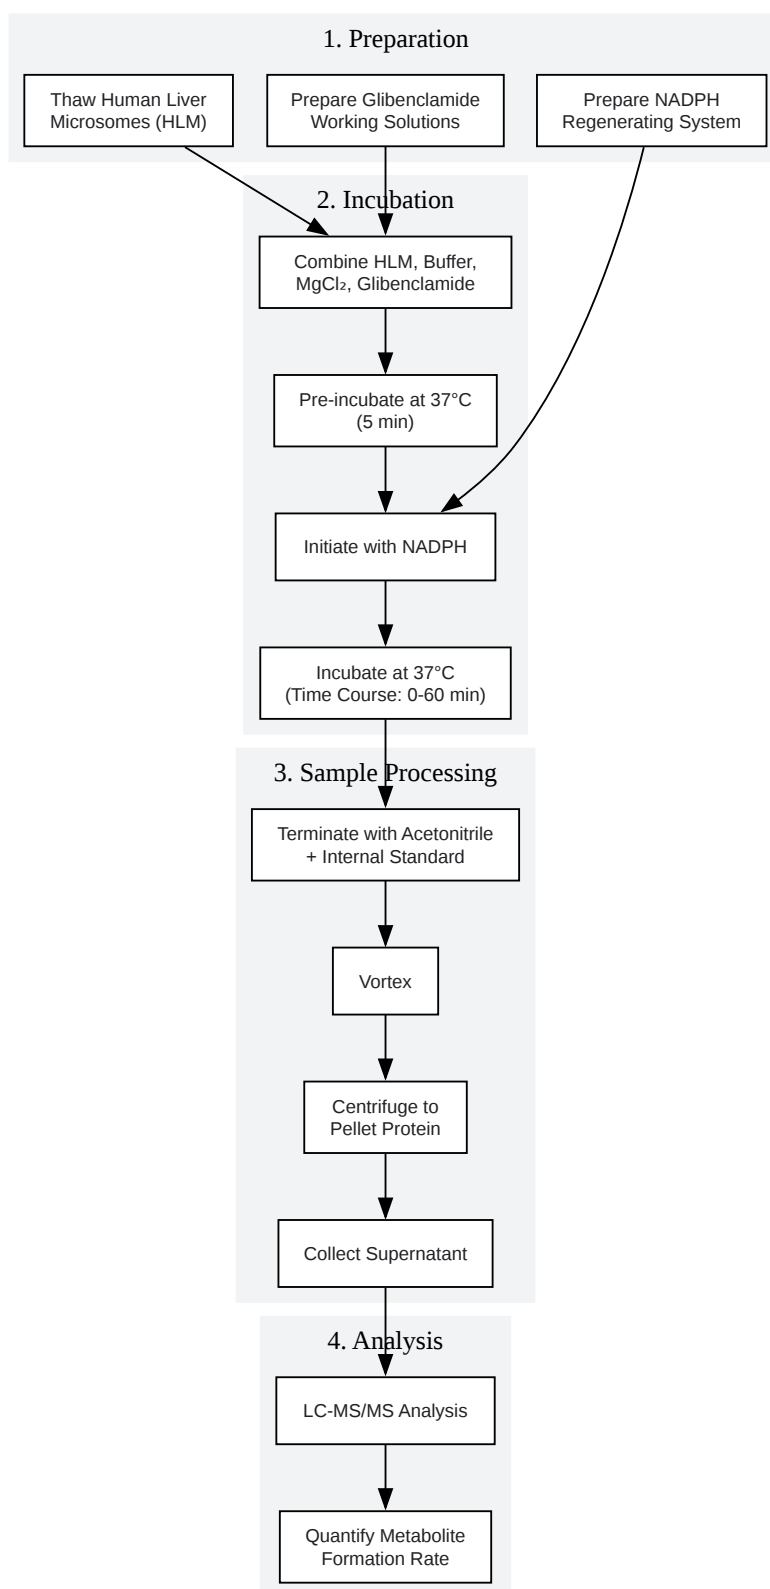 1. Preparation
Thaw Human Liver
Microsomes (HLM)
Prepare Glibenclamide
Working Solutions
Prepare NADPH
Regenerating System
2. Incubation
Combine HLM, Buffer,
MgCl₂, Glibenclamide
Pre-incubate at 37°C
(5 min)
Initiate with NADPH
Incubate at 37°C
(Time Course: 0-60 min)
3. Sample Processing
Terminate with Acetonitrile
+ Internal Standard
Vortex
Centrifuge to
Pellet Protein
Collect Supernatant
4. Analysis
LC-MS/MS Analysis
Quantify Metabolite
Formation Rate